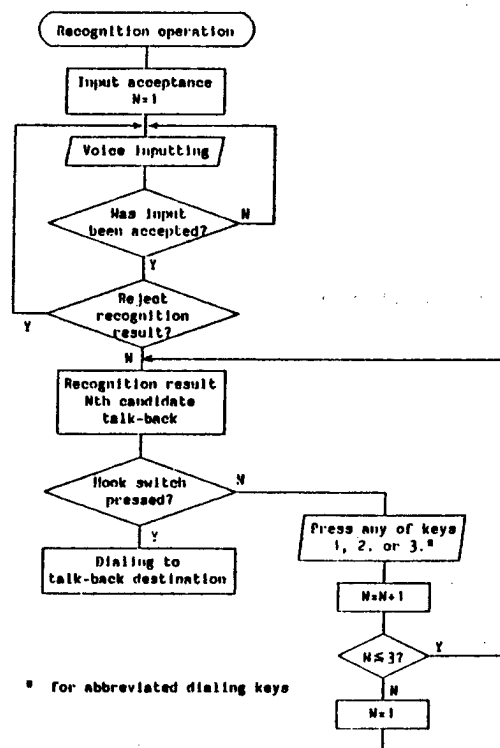 Recognition operation
Input acceptance
N=1
Voice inputting
Was input
been accepted?
N
Y
Reject
recognition
result?
Y
N
Recognition result
Nth candidate
talk-back
Hook switch
pressed?
N
Y
Dialing to
talk-back destination
Press any of keys
1, 2. or 3.*
N=N+1
N≦3?
Y
N
N=1
* for abbreviated dialing keys